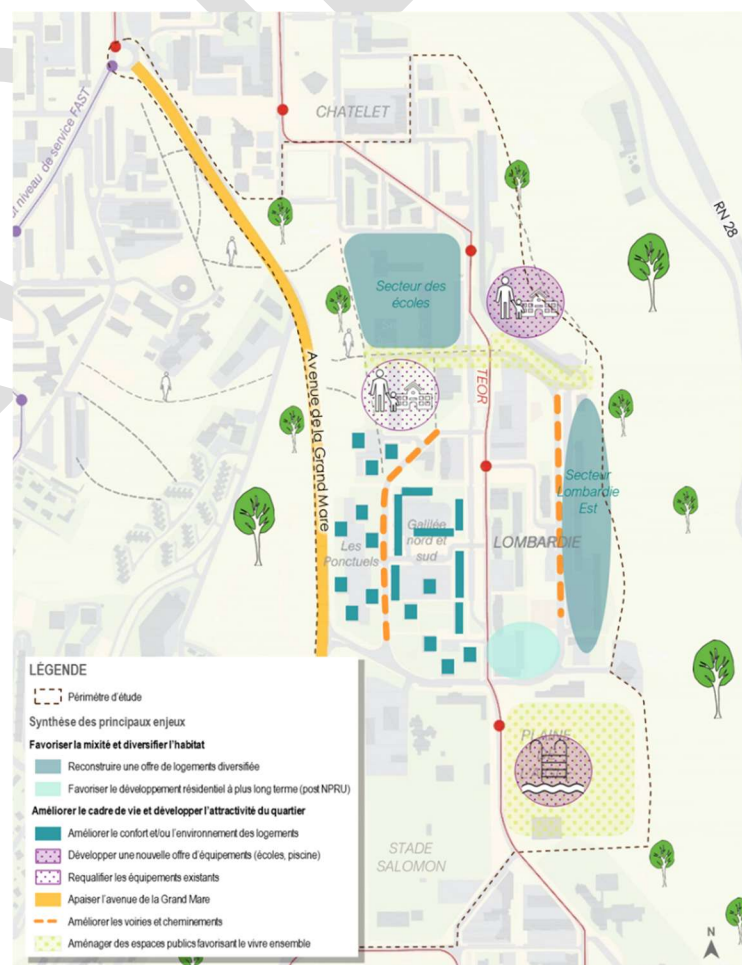 CHATELET
ut niveau de service FAST
RN 28
Secteur des
écoles
Avenue de la Grand Mare
TEOR
Secteur
Lombardie
Est
Galilée
nord et
sud
Les
Ponctuels
LOMBARDIE
PLAINE
STADE
SALOMON
N
LÉGENDE
Périmètre d'étude
Synthèse des principaux enjeux
Favoriser la mixité et diversifier l'habitat
Reconstruire une offre de logements diversifiée
Favoriser le développement résidentiel à plus long terme (post NPRU)
Améliorer le cadre de vie et développer l'attractivité du quartier
Améliorer le confort et/ou l'environnement des logements
Développer une nouvelle offre d'équipements (écoles, piscine)
Requalifier les équipements existants
Apaiser l'avenue de la Grand Mare
Améliorer les voiries et cheminements
Aménager des espaces publics favorisant le vivre ensemble